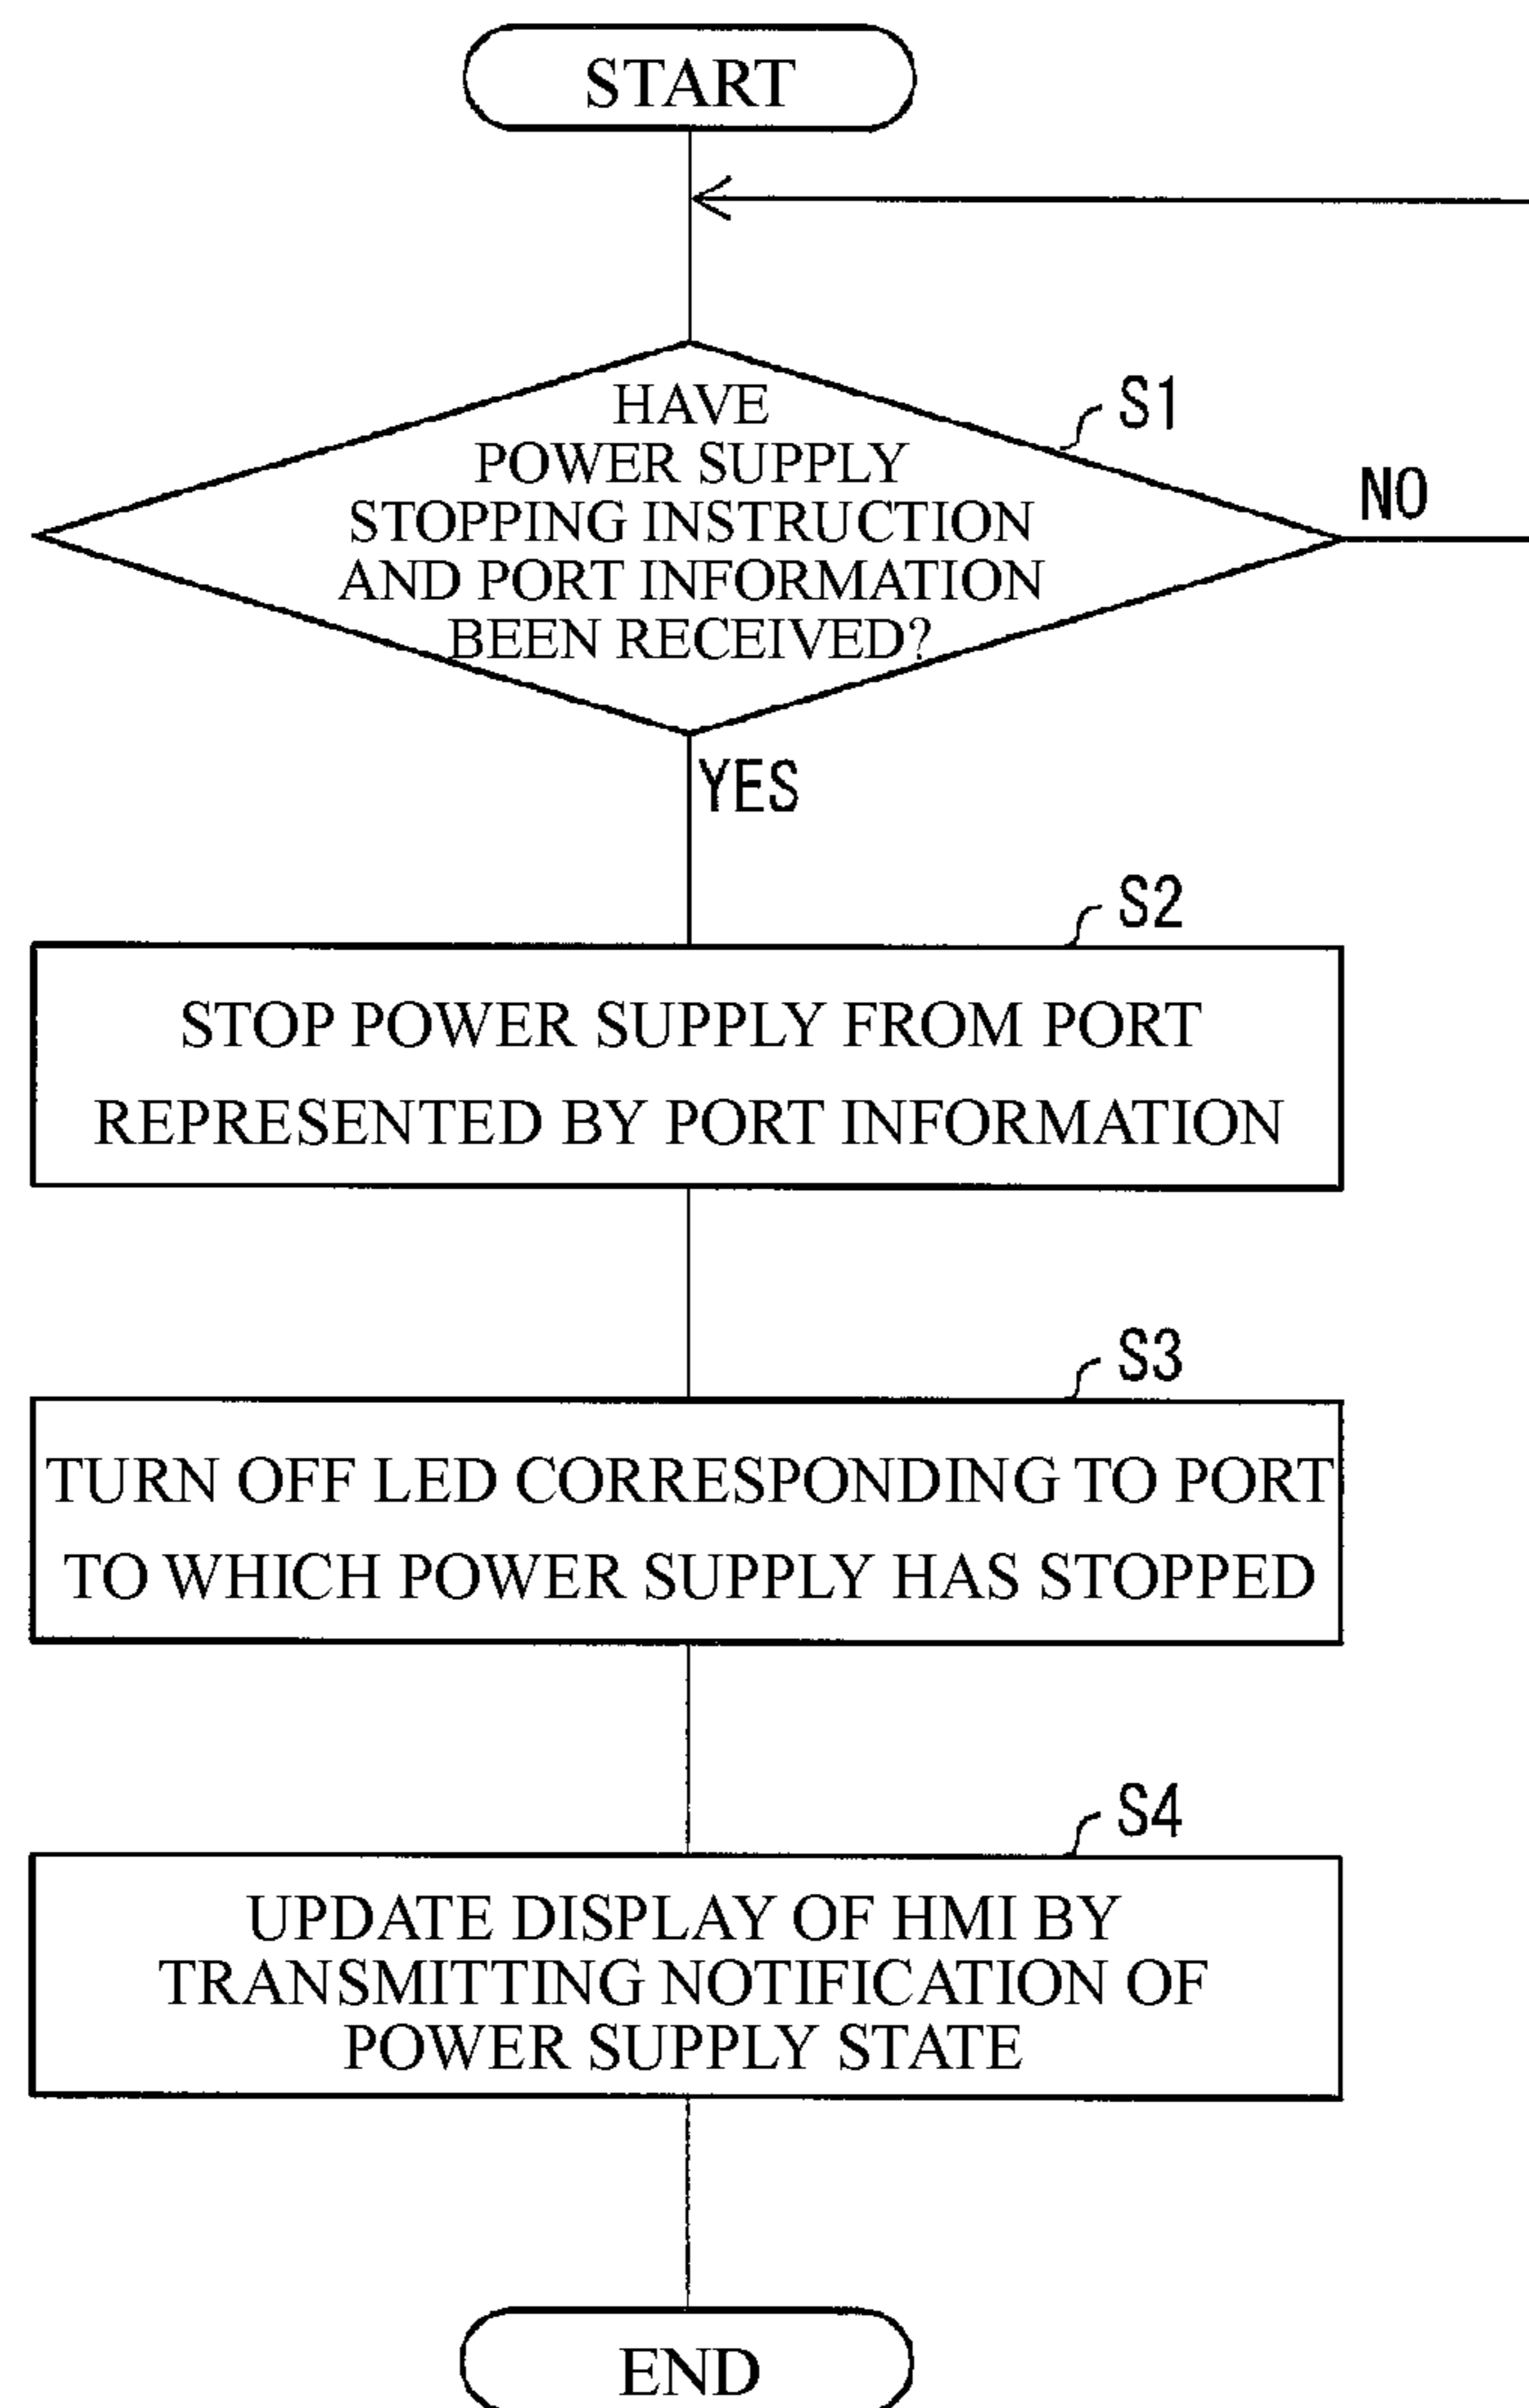 START
S1
HAVE
POWER SUPPLY
STOPPING INSTRUCTION
AND PORT INFORMATION
BEEN RECEIVED?
NO
YES
S2
STOP POWER SUPPLY FROM PORT
REPRESENTED BY PORT INFORMATION
S3
TURN OFF LED CORRESPONDING TO PORT
TO WHICH POWER SUPPLY HAS STOPPED
S4
UPDATE DISPLAY OF HMI BY
TRANSMITTING NOTIFICATION OF
POWER SUPPLY STATE
END